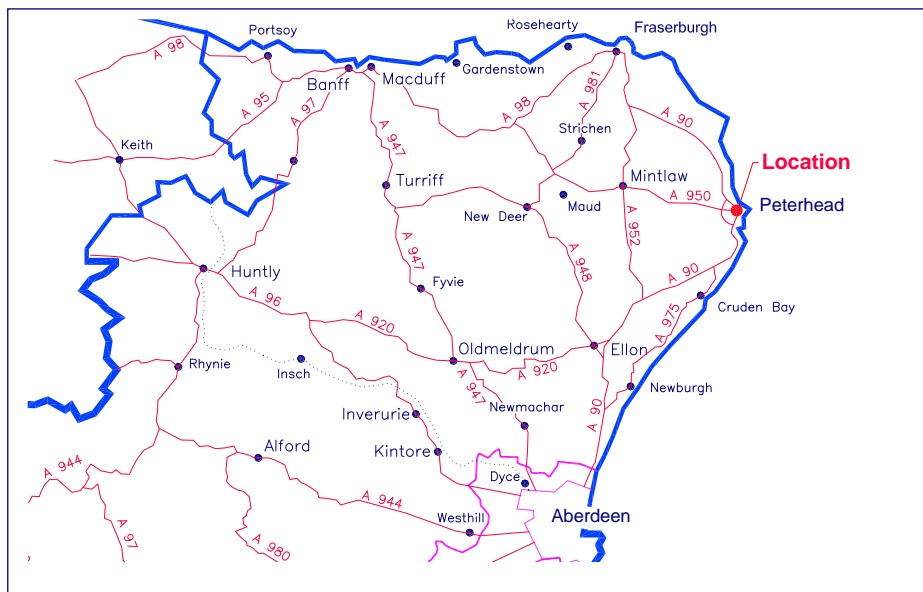 Rosehearty
Portsoy
Fraserburgh
A 98
Gardenstown
Macduff
Banff
A 981
A 95
A 97
A 98
A 90
Strichen
Keith
A 947
Location
Turriff
Mintlaw
A 950
Maud
Peterhead
New Deer
A 952
A 947
A 948
Huntly
A 90
Fyvie
A 96
Cruden Bay
A 920
A 975
Oldmeldrum
Ellon
Rhynie
Insch
A 920
A 947
Newburgh
Newmachar
Inverurie
A 90
Alford
Kintore
A 944
Dyce
A 944
Westhill
Aberdeen
A 97
A 980